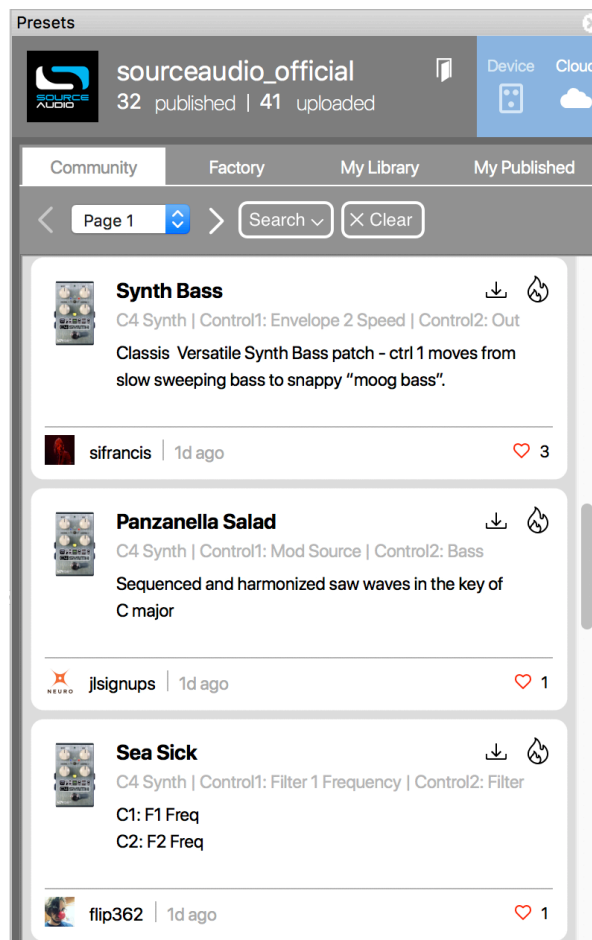 Presets
sourceaudio_official
32 published | 41 uploaded
Device Cloud
SOURCE
AUDIO
Community Factory My Library My Published
Page 1 Search Clear
Synth Bass
C4 Synth | Control1: Envelope 2 Speed | Control2: Out
Classis Versatile Synth Bass patch - ctrl 1 moves from
slow sweeping bass to snappy “moog bass”.
sifrancis 1d ago 3
Panzanella Salad
C4 Synth | Control1: Mod Source | Control2: Bass
Sequenced and harmonized saw waves in the key of
C major
NEURO
jlsignups 1d ago 1
Sea Sick
C4 Synth | Control1: Filter 1 Frequency | Control2: Filter
C1: F1 Freq
C2: F2 Freq
flip362 1d ago 1